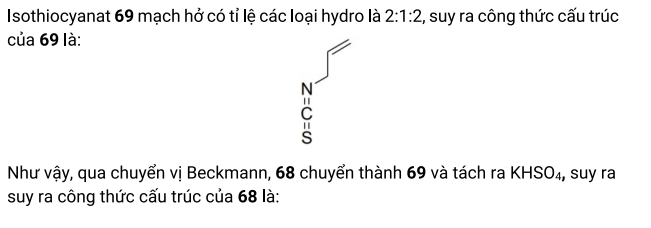 Isothiocyanat 69 mạch hở có tỉ lệ các loại hydro là 2:1:2, suy ra công thức cấu trúc
của 69 là:
N
C
S
Như vậy, qua chuyển vị Beckmann, 68 chuyển thành 69 và tách ra KHSO₄, suy ra
suy ra công thức cấu trúc của 68 là: